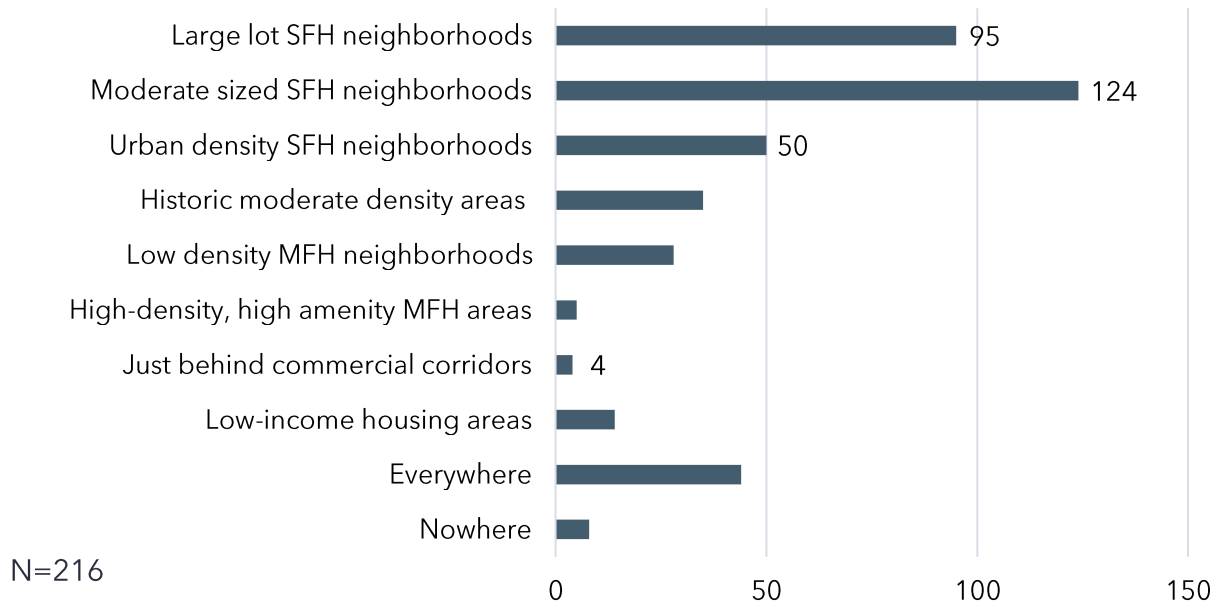 Large lot SFH neighborhoods 95
Moderate sized SFH neighborhoods 124
Urban density SFH neighborhoods 50
Historic moderate density areas
Low density MFH neighborhoods
High-density, high amenity MFH areas
Just behind commercial corridors 4
Low-income housing areas
Everywhere
Nowhere
N=216
0 50 100 150